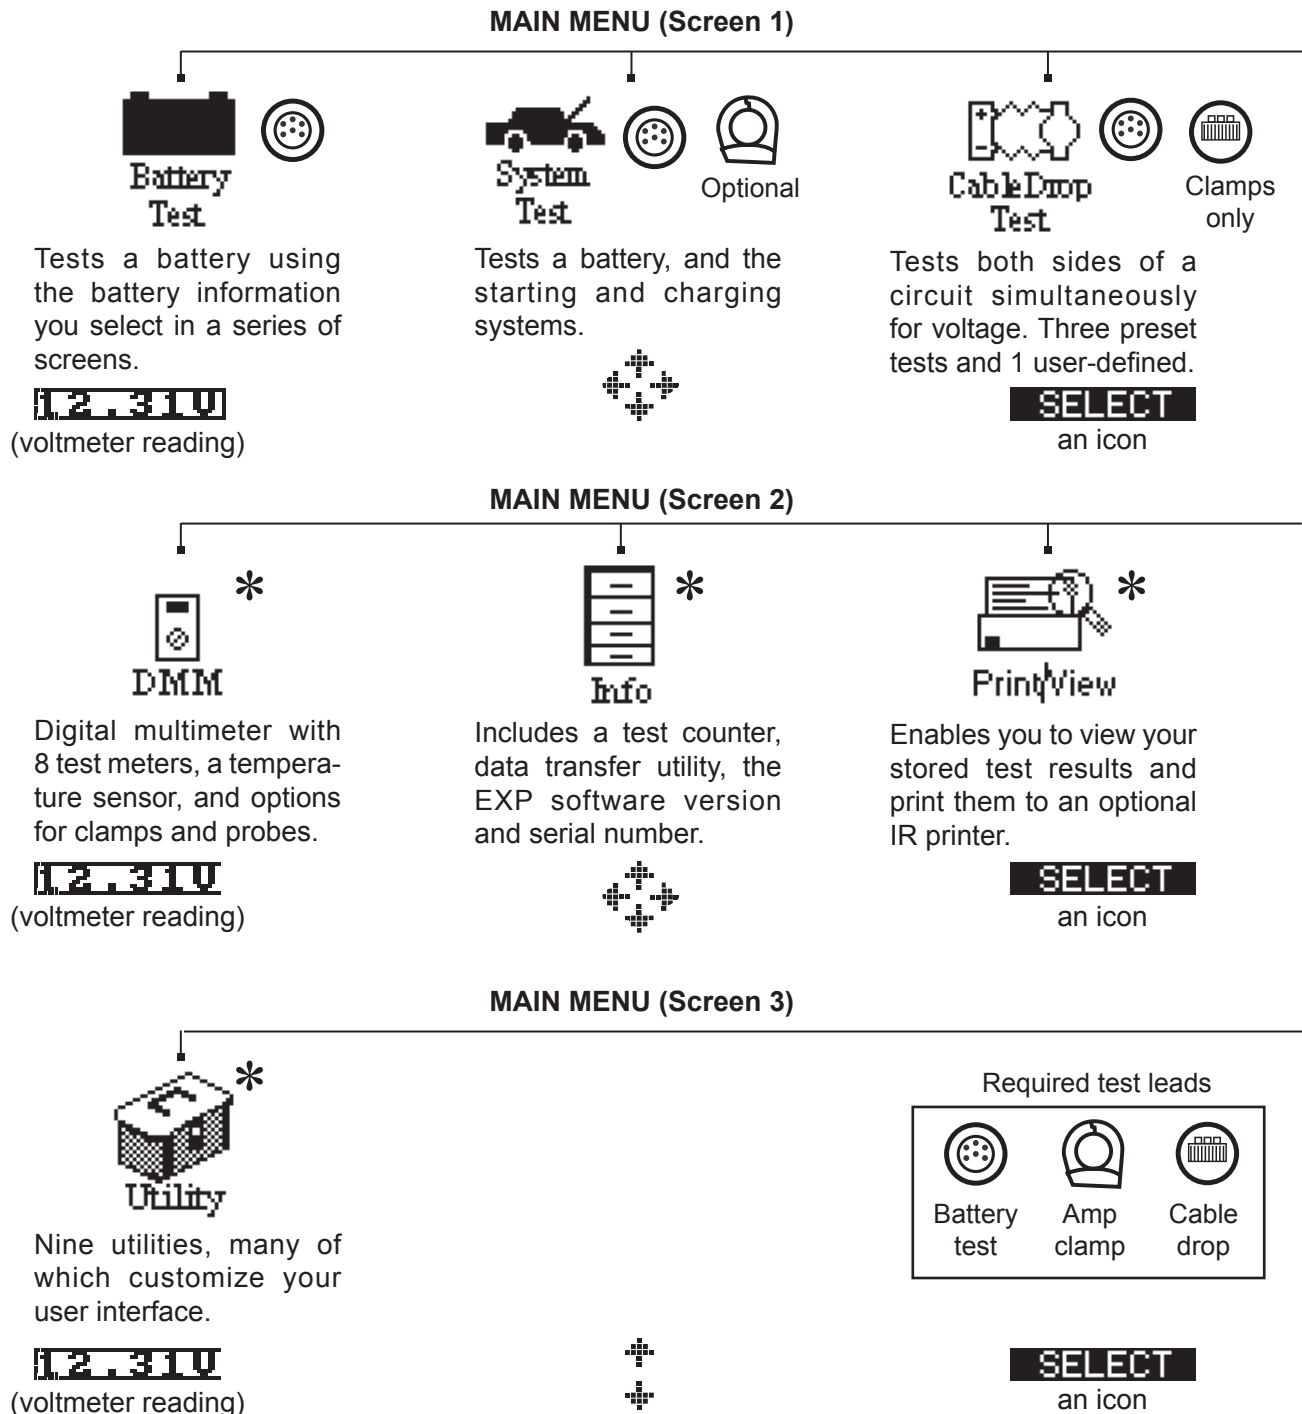 MAIN MENU (Screen 1)
Battery
Test
System
Test
Optional
CableDrop
Test
Clamps
only
Tests a battery using
the battery information
you select in a series of
screens.
Tests a battery, and the
starting and charging
systems.
Tests both sides of a
circuit simultaneously
for voltage. Three preset
tests and 1 user-defined.
12.31V
(voltmeter reading)
SELECT
an icon
MAIN MENU (Screen 2)
*
DMM
*
Info
*
Print/View
Digital multimeter with
8 test meters, a tempera-
ture sensor, and options
for clamps and probes.
Includes a test counter,
data transfer utility, the
EXP software version
and serial number.
Enables you to view your
stored test results and
print them to an optional
IR printer.
12.31V
(voltmeter reading)
SELECT
an icon
MAIN MENU (Screen 3)
*
Utility
Nine utilities, many of
which customize your
user interface.
Required test leads
Battery
test
Amp
clamp
Cable
drop
12.31V
(voltmeter reading)
SELECT
an icon